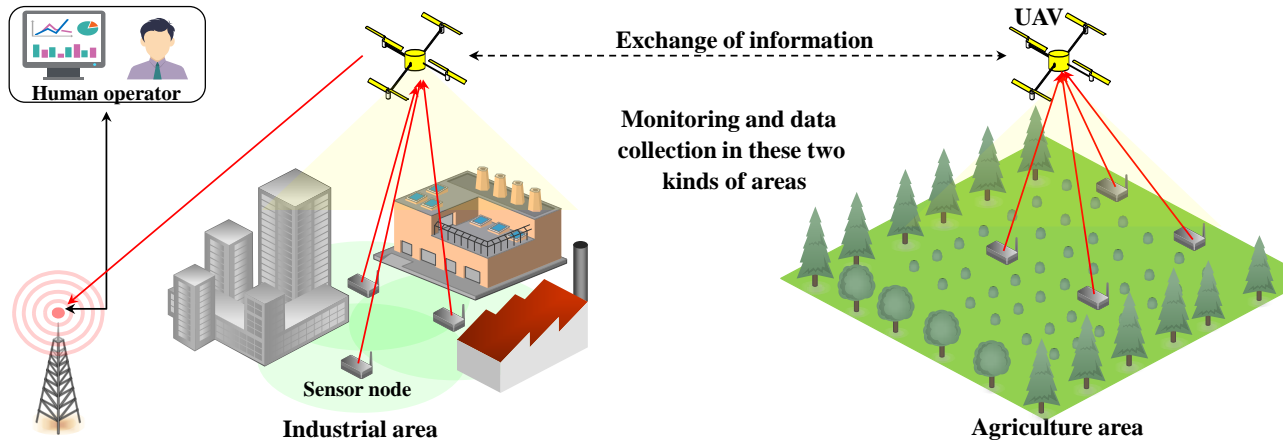 UAV
Exchange of information
Human operator
Monitoring and data
collection in these two
kinds of areas
Sensor node
Industrial area
Agriculture area